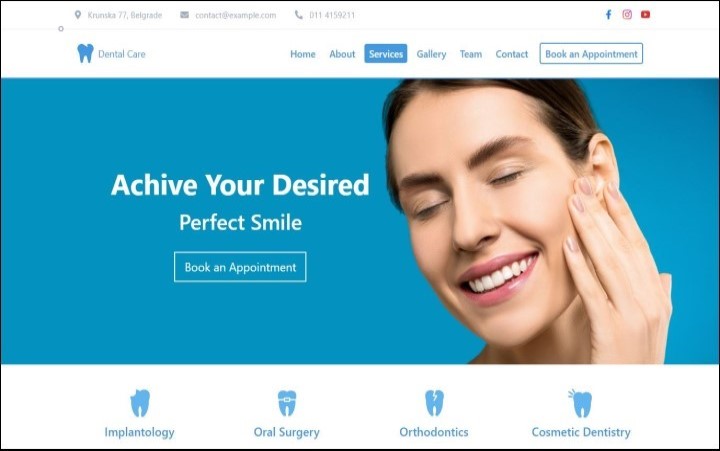 Krunska 77, Belgrade contact@example.com 011 4159211
Dental Care Home About Services Gallery Team Contact Book an Appointment
Achive Your Desired
Perfect Smile
Book an Appointment
Implantology Oral Surgery Orthodontics Cosmetic Dentistry